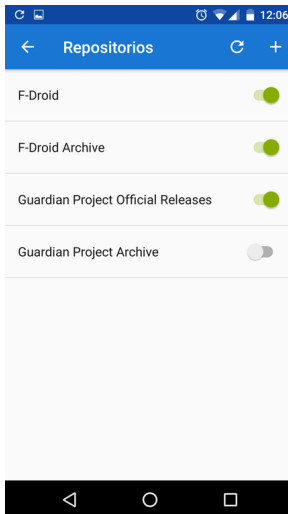 12:06
Repositorios
F-Droid
F-Droid Archive
Guardian Project Official Releases
Guardian Project Archive